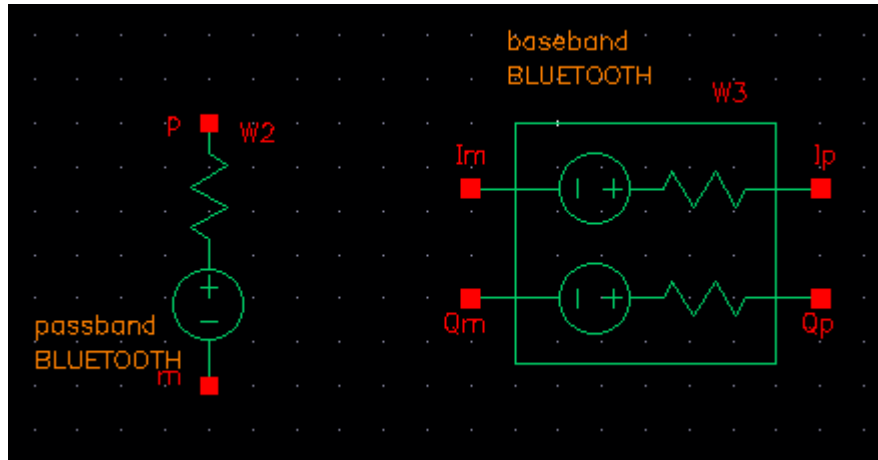 baseband
BLUETOOTH
W3
p
W2
Im
Ip
Qm
Qp
passband
BLUETOOTH
m